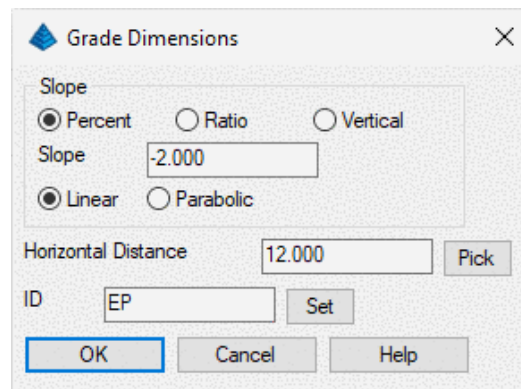 Grade Dimensions
Slope
Percent Ratio Vertical
Slope -2.000
Linear Parabolic
Horizontal Distance 12.000 Pick
ID EP Set
OK Cancel Help